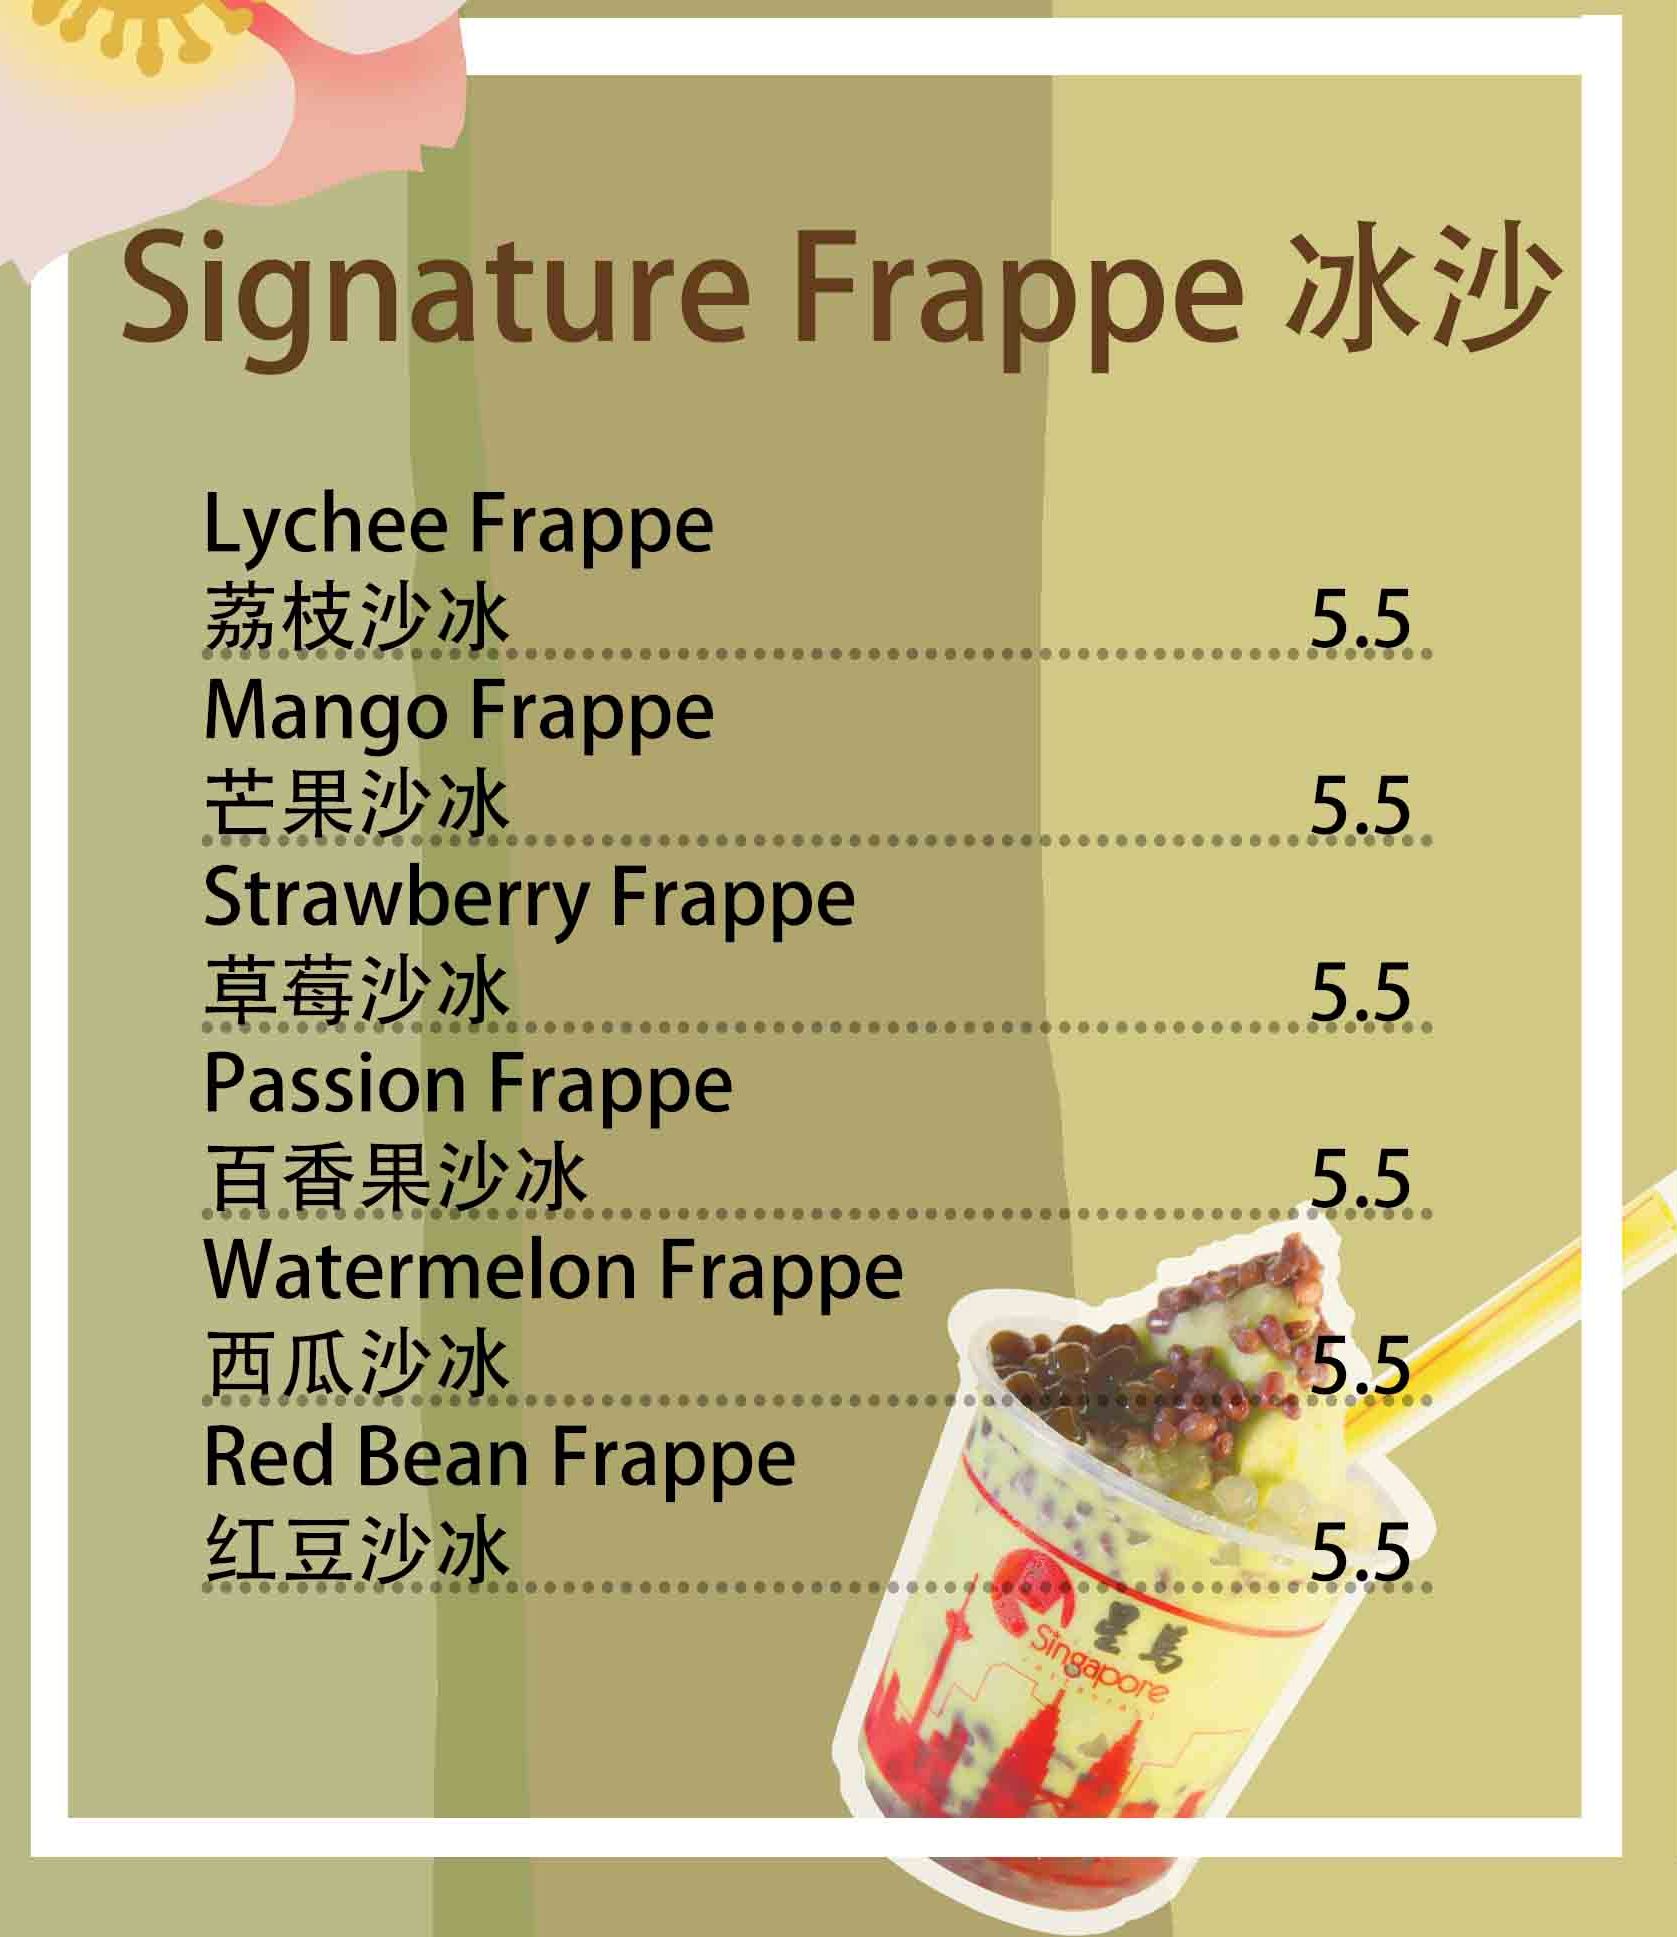 Signature Frappe 冰沙
Lychee Frappe
荔枝沙冰 5.5
Mango Frappe
芒果沙冰 5.5
Strawberry Frappe
草莓沙冰 5.5
Passion Frappe
百香果沙冰 5.5
Watermelon Frappe
西瓜沙冰 5.5
Red Bean Frappe
红豆沙冰 5.5
星馬
Singapore